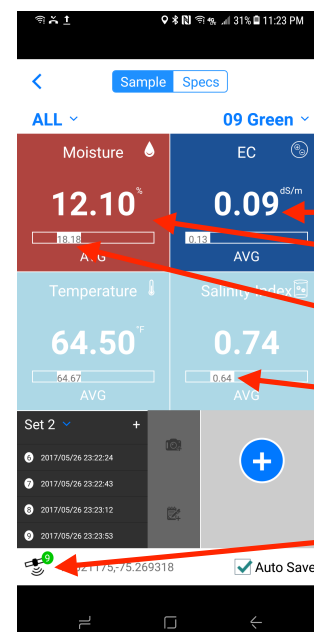 31% 11:23 PM
Sample Specs
ALL 09 Green
Moisture EC
12.10 % 0.09 dS/m
18.18 0.13
AVG AVG
Temperature Salinity Index
64.50 °F 0.74
64.67 0.64
AVG AVG
Set 2 +
6 2017/05/26 23:22:24
7 2017/05/26 23:22:43
8 2017/05/26 23:23:12
9 2017/05/26 23:23:53
9 21175,-75.269318 Auto Save